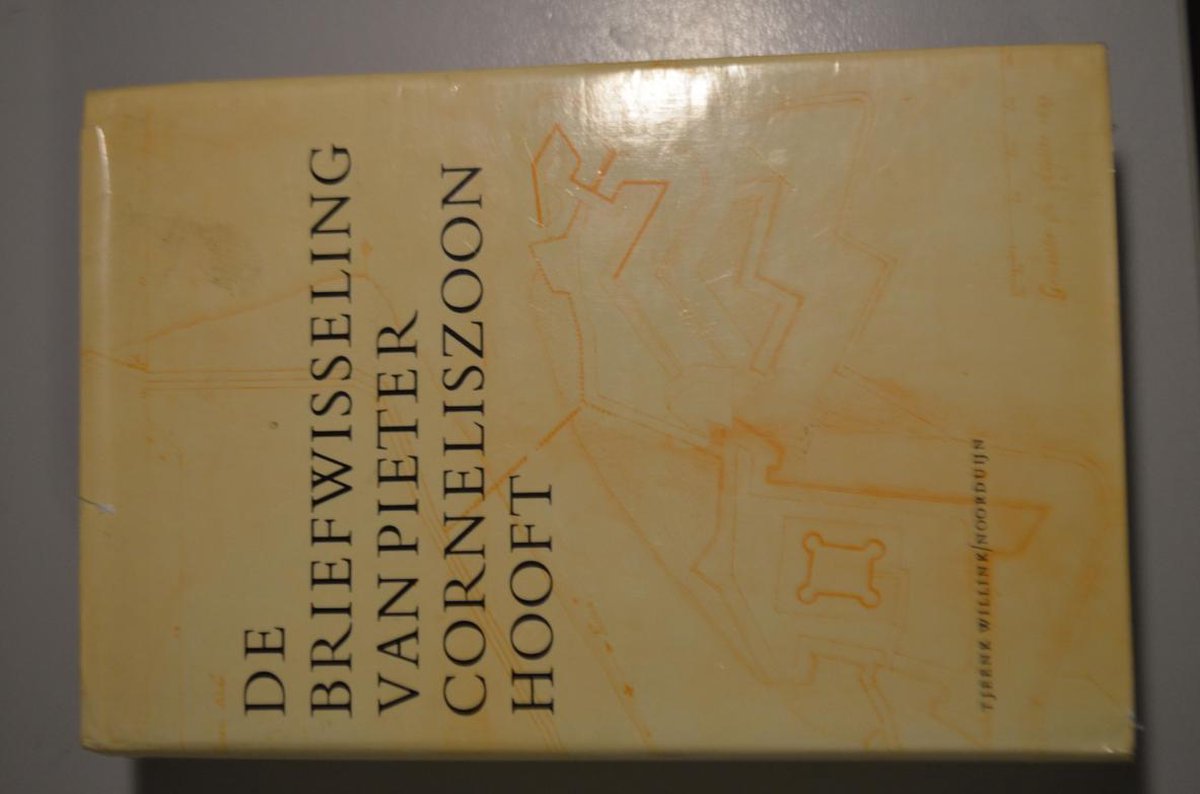 DE
BRIEFWISSELING
VAN PIETER
CORNELISZOON
HOOFT
TJEENK WILLINK/NOORDUIJN